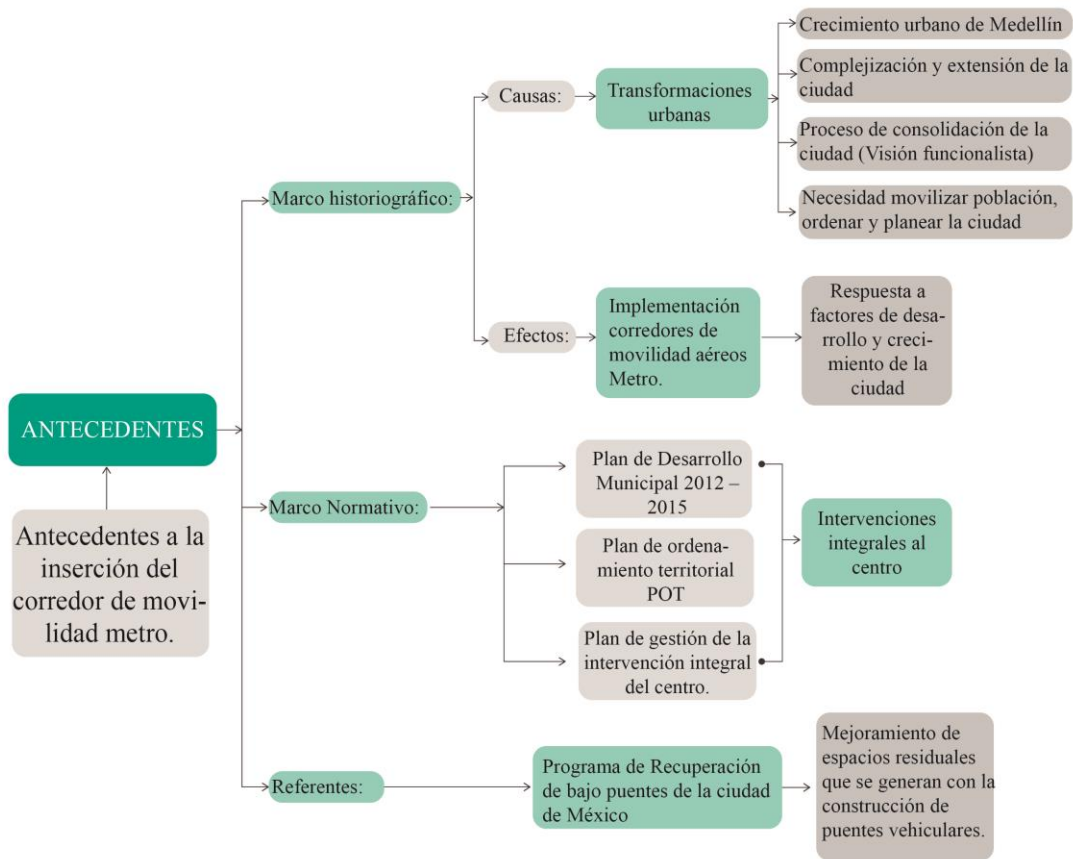 ANTECEDENTES
Antecedentes a la
inserción del
corredor de movi-
lidad metro.
Marco historiográfico:
Causas:
Transformaciones
urbanas
Crecimiento urbano de Medellín
Complejización y extensión de la
ciudad
Proceso de consolidación de la
ciudad (Visión funcionalista)
Necesidad movilizar población,
ordenar y planear la ciudad
Efectos:
Implementación
corredores de
movilidad aéreos
Metro.
Respuesta a
factores de desa-
rrollo y creci-
miento de la
ciudad
Marco Normativo:
Plan de Desarrollo
Municipal 2012 –
2015
Plan de ordena-
miento territorial
POT
Plan de gestión de la
intervención integral
del centro.
Intervenciones
integrales al
centro
Referentes:
Programa de Recuperación
de bajo puentes de la ciudad
de México
Mejoramiento de
espacios residuales
que se generan con la
construcción de
puentes vehiculares.